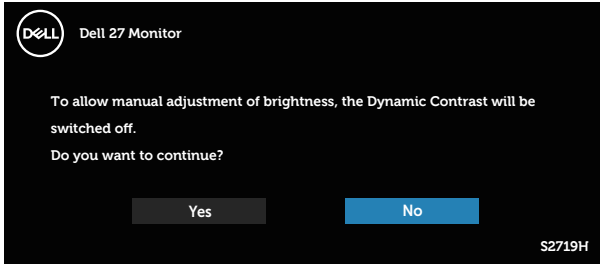 DELL
Dell 27 Monitor
To allow manual adjustment of brightness, the Dynamic Contrast will be
switched off.
Do you want to continue?
Yes
No
S2719H